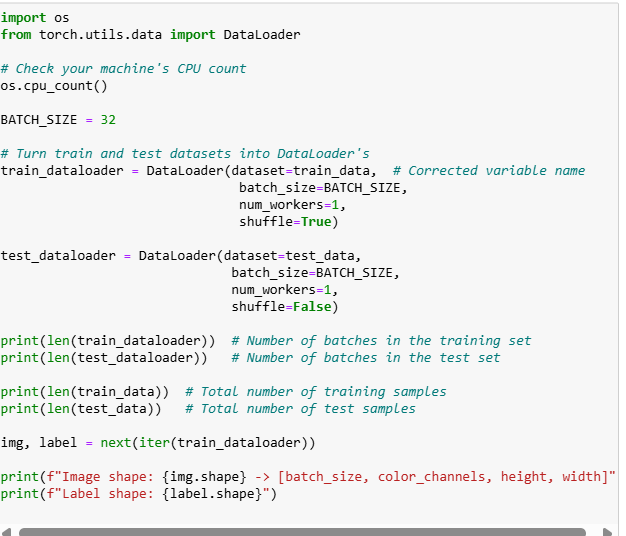 import os
from torch.utils.data import DataLoader
# Check your machine's CPU count
os.cpu_count()
BATCH_SIZE = 32
# Turn train and test datasets into DataLoader's
train_dataloader = DataLoader(dataset=train_data,  # Corrected variable name
                              batch_size=BATCH_SIZE,
                              num_workers=1,
                              shuffle=True)
test_dataloader = DataLoader(dataset=test_data,
                             batch_size=BATCH_SIZE,
                             num_workers=1,
                             shuffle=False)
print(len(train_dataloader))  # Number of batches in the training set
print(len(test_dataloader))   # Number of batches in the test set
print(len(train_data))  # Total number of training samples
print(len(test_data))   # Total number of test samples
img, label = next(iter(train_dataloader))
print(f"Image shape: {img.shape} -> [batch_size, color_channels, height, width]"
print(f"Label shape: {label.shape}")